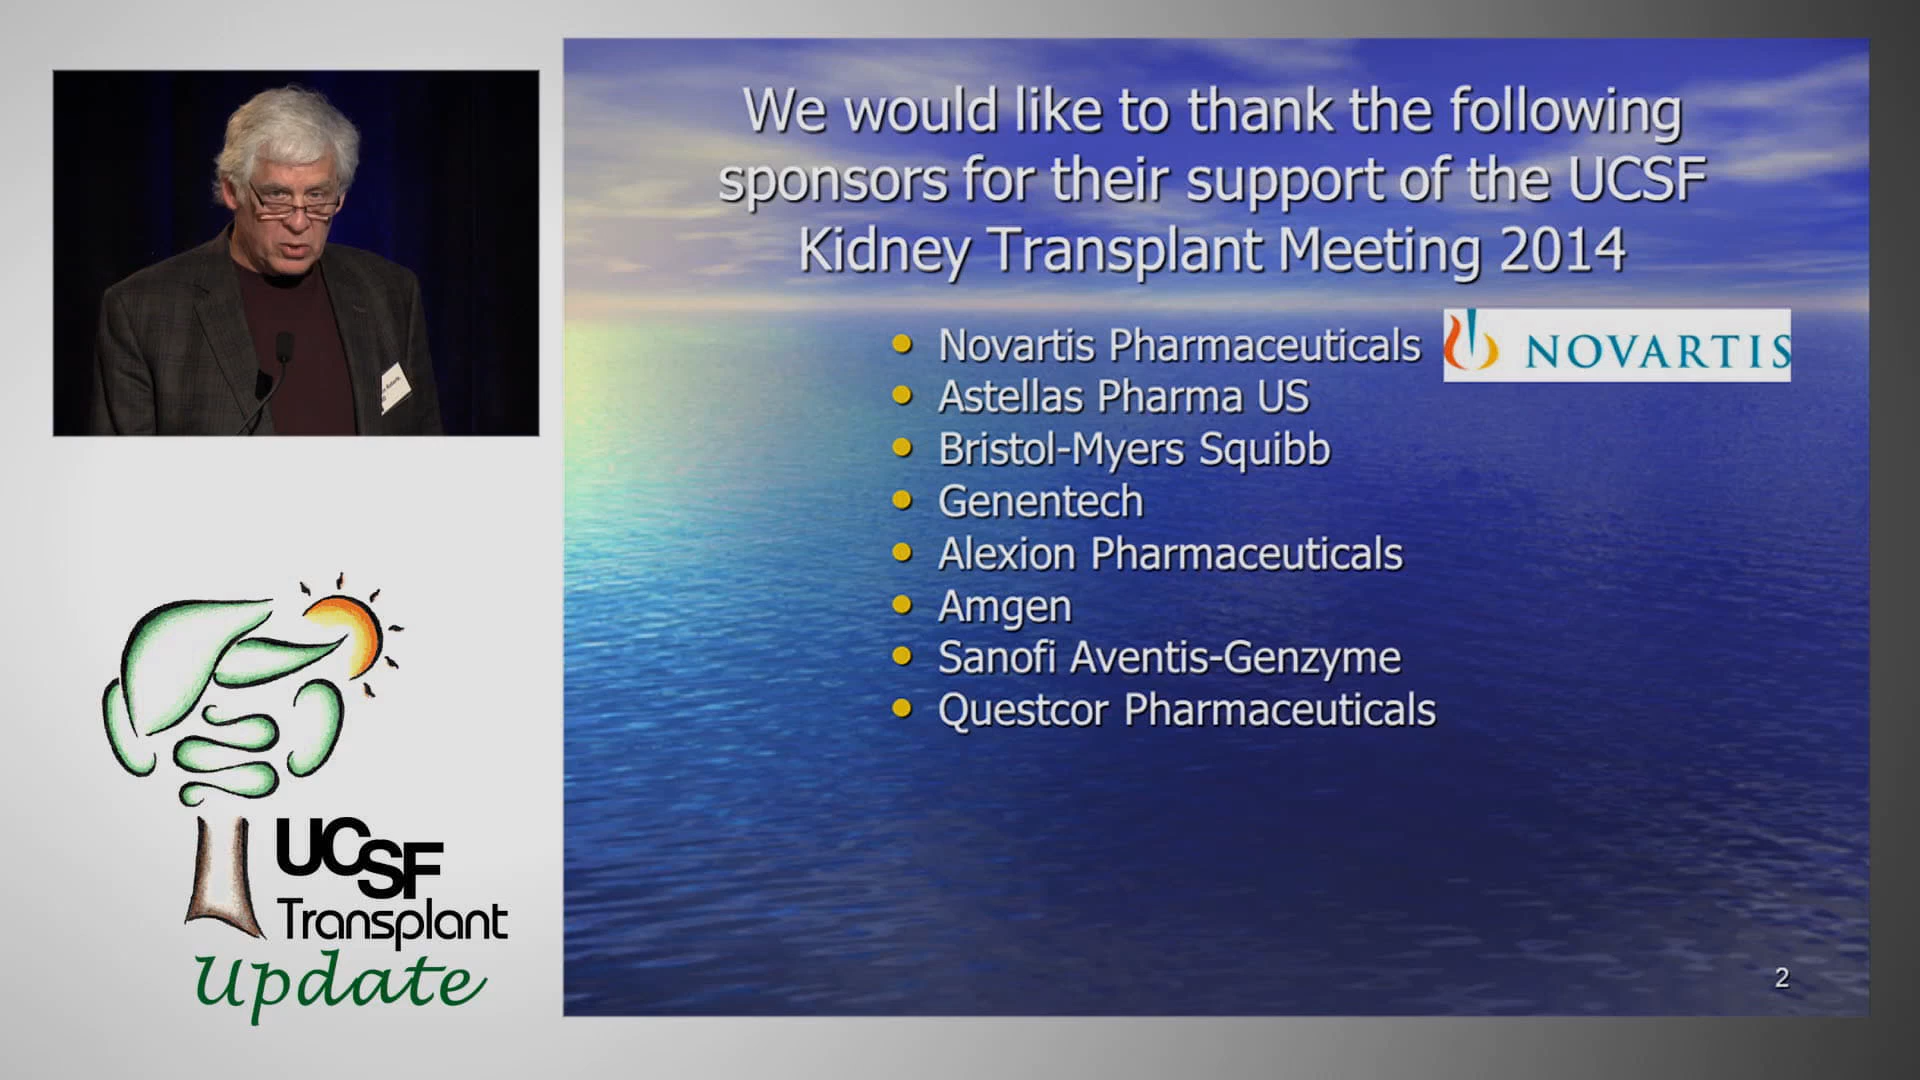 We would like to thank the following
sponsors for their support of the UCSF
Kidney Transplant Meeting 2014
Novartis Pharmaceuticals
NOVARTIS
Astellas Pharma US
Bristol-Myers Squibb
Genentech
Alexion Pharmaceuticals
Amgen
Sanofi Aventis-Genzyme
Questcor Pharmaceuticals
2
UCSF
Transplant
Update